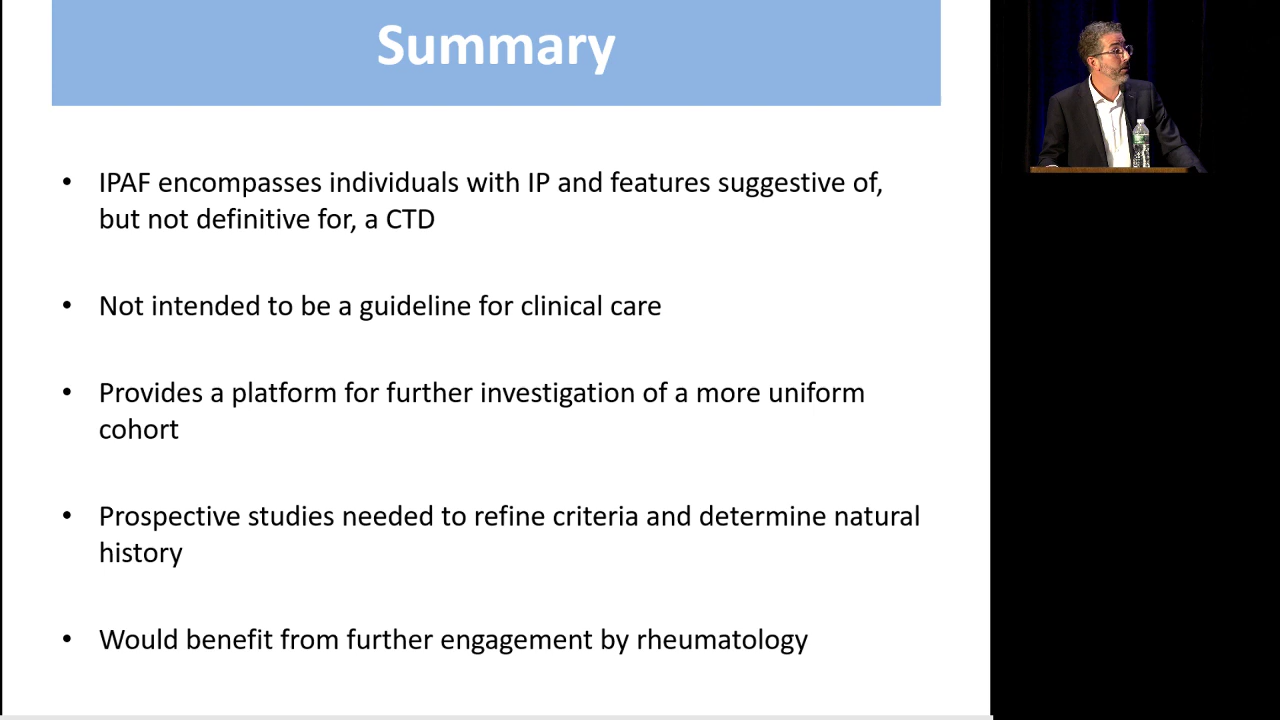 Summary
• IPAF encompasses individuals with IP and features suggestive of,
but not definitive for, a CTD
• Not intended to be a guideline for clinical care
• Provides a platform for further investigation of a more uniform
cohort
• Prospective studies needed to refine criteria and determine natural
history
• Would benefit from further engagement by rheumatology